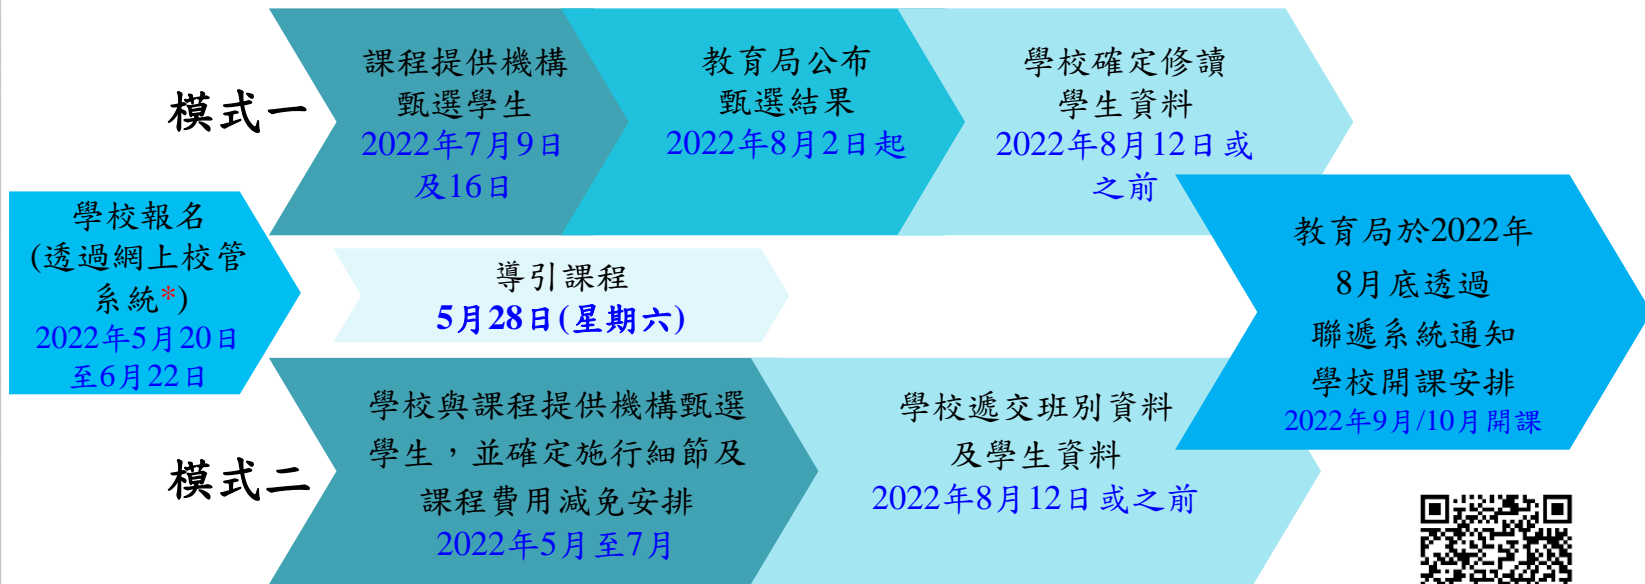 模式一
課程提供機構
甄選學生
2022年7月9日
及16日
教育局公布
甄選結果
2022年8月2日起
學校確定修讀
學生資料
2022年8月12日或
之前
學校報名
(透過網上校管
系統*)
2022年5月20日
至6月22日
導引課程
5月28日(星期六)
教育局於2022年
8月底透過
聯遞系統通知
學校開課安排
2022年9月/10月開課
模式二
學校與課程提供機構甄選
學生，並確定施行細節及
課程費用減免安排
2022年5月至7月
學校遞交班別資料
及學生資料
2022年8月12日或之前